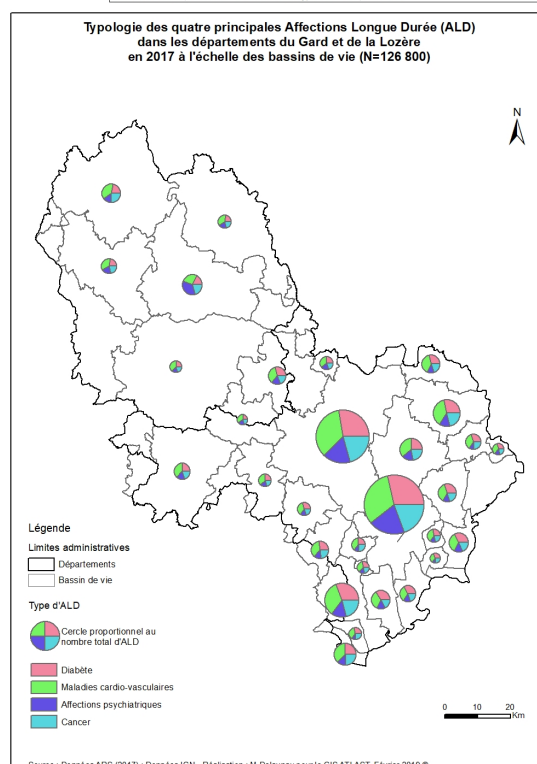 Typologie des quatre principales Affections Longue Durée (ALD)
dans les départements du Gard et de la Lozère
en 2017 à l'échelle des bassins de vie (N=126 800)
N
Légende
Limites administratives
Départements
Bassin de vie
Type d'ALD
Cercle proportionnel au
nombre total d'ALD
Diabète
Maladies cardio-vasculaires
Affections psychiatriques
Cancer
0 10 20
Km